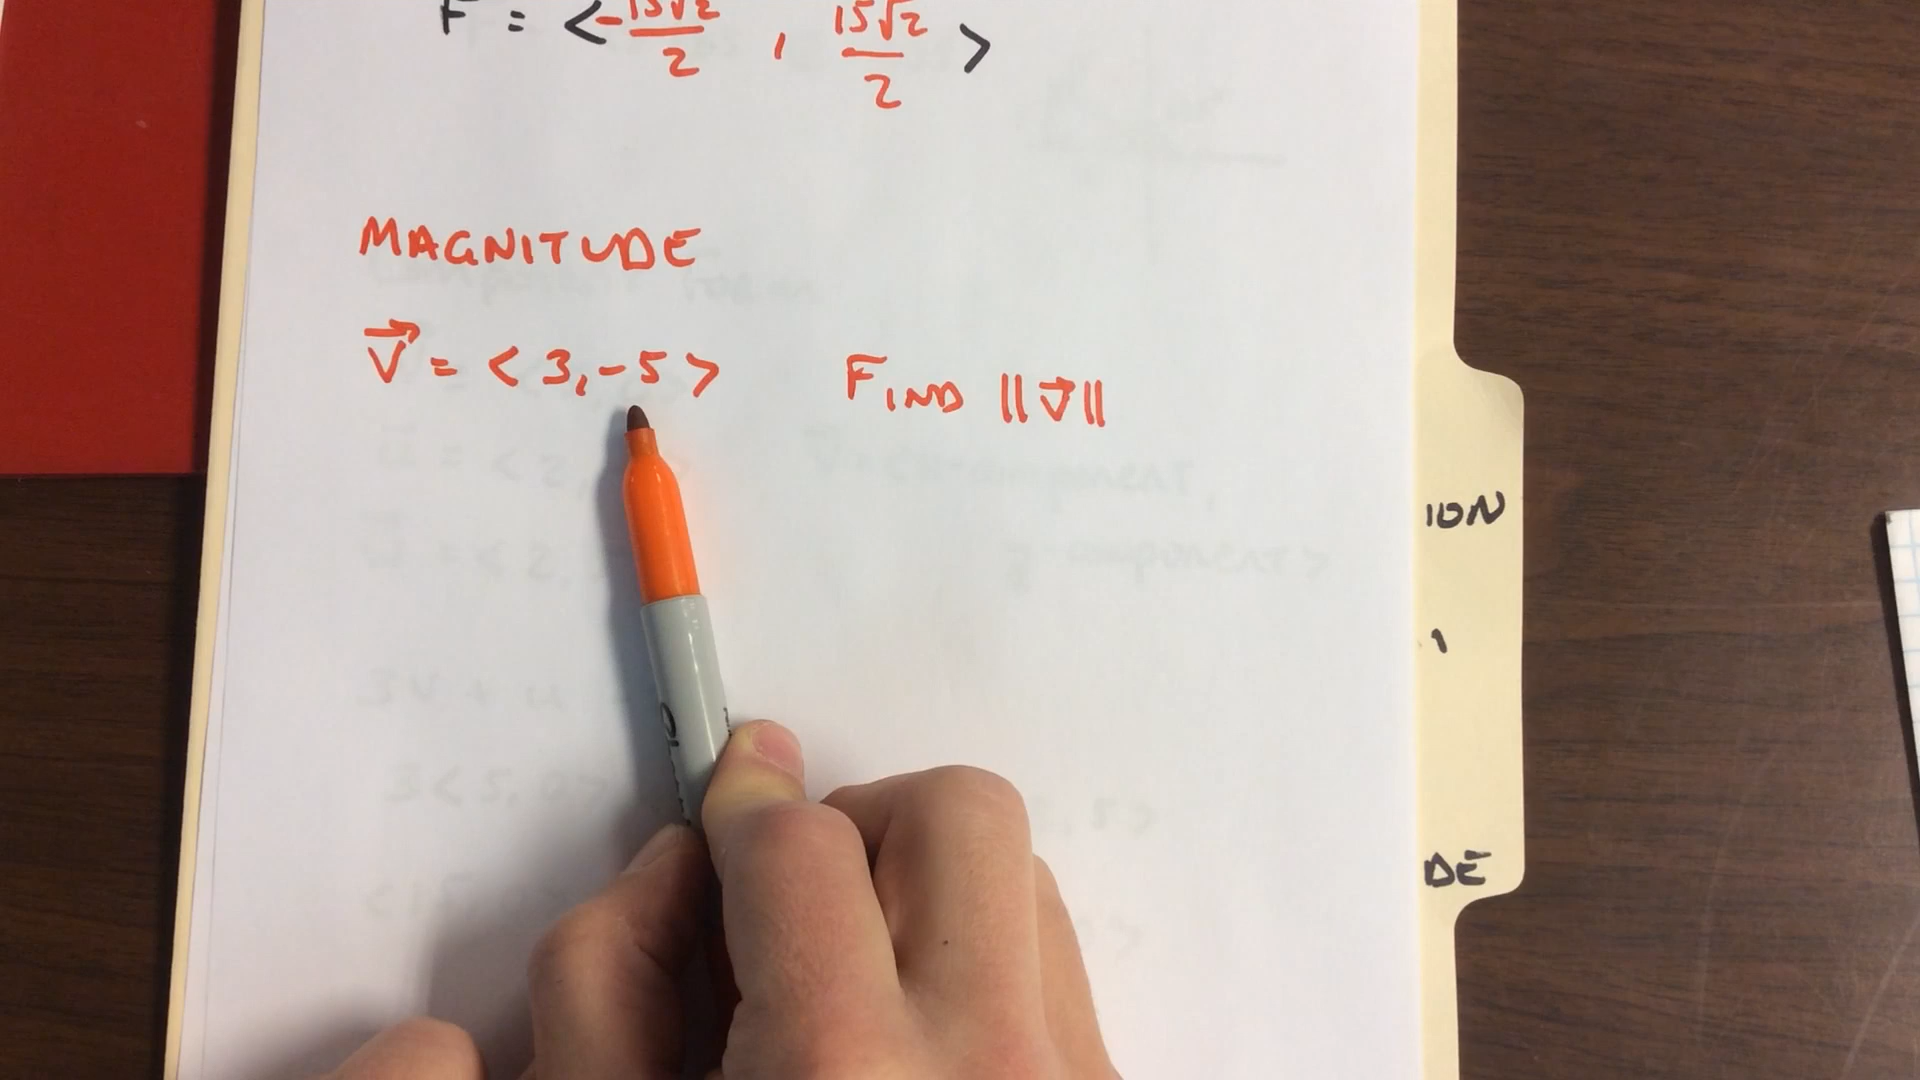 F = <-15√2/2 , 15√2/2 >
MAGNITUDE
V = < 3, -5 > FIND ||V||
ION
DE